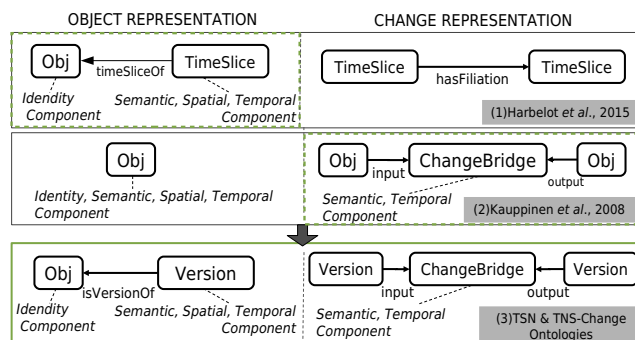 OBJECT REPRESENTATION
CHANGE REPRESENTATION
Obj
timeSliceOf
TimeSlice
Idendity
Component
Semantic, Spatial, Temporal
Component
TimeSlice
hasFiliation
TimeSlice
(1)Harbelot et al., 2015
Obj
Identity, Semantic, Spatial, Temporal
Component
Obj
input
ChangeBridge
output
Obj
Semantic, Temporal
Component
(2)Kauppinen et al., 2008
Obj
isVersionOf
Version
Idendity
Component
Semantic, Spatial, Temporal
Component
Version
input
ChangeBridge
output
Version
Semantic, Temporal
Component
(3)TSN & TNS-Change
Ontologies